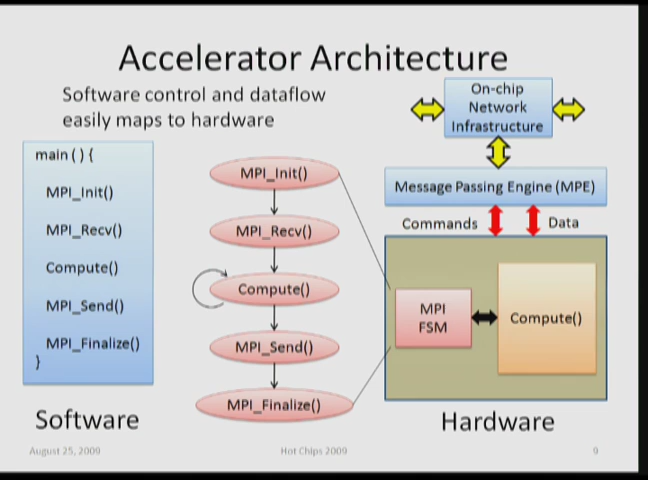 Accelerator Architecture
Software control and dataflow
easily maps to hardware
main ( ) {
MPI_Init()
MPI_Recv()
Compute()
MPI_Send()
MPI_Finalize()
}
Software
MPI_Init()
MPI_Recv()
Compute()
MPI_Send()
MPI_Finalize()
On-chip
Network
Infrastructure
Message Passing Engine (MPE)
Commands
Data
MPI
FSM
Compute()
Hardware
August 25, 2009
Hot Chips 2009
9